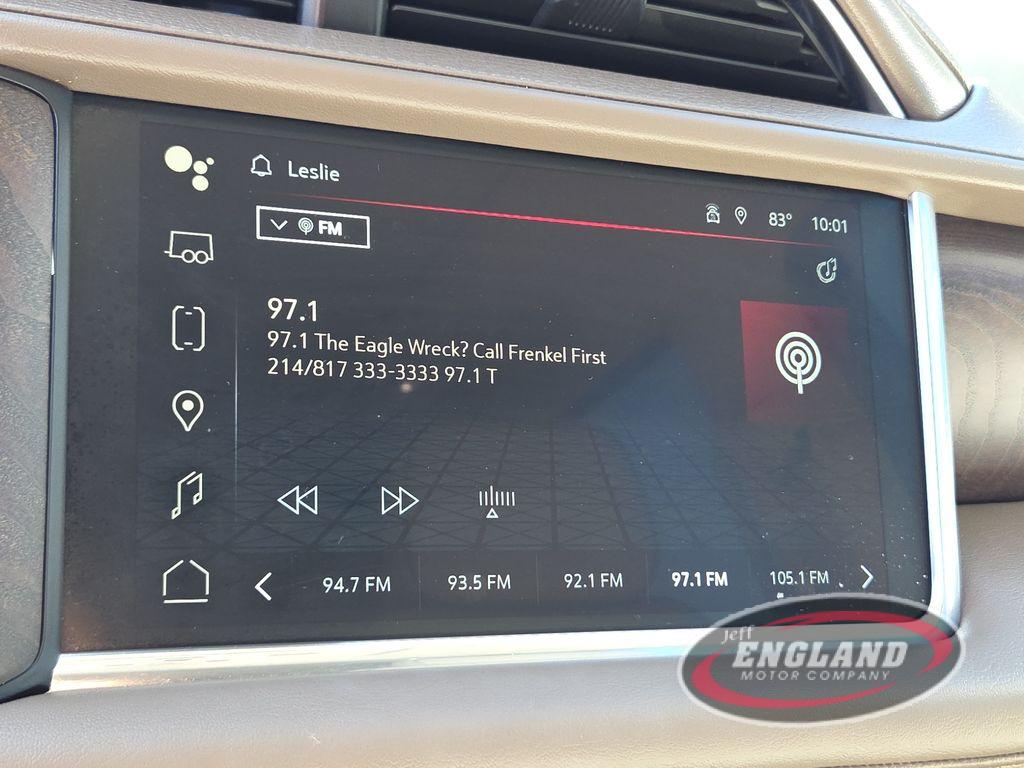 Leslie
83° 10:01
FM
97.1
97.1 The Eagle Wreck? Call Frenkel First
214/817 333-3333 97.1 T
94.7 FM 93.5 FM 92.1 FM 97.1 FM 105.1 FM
jeff
ENGLAND
MOTOR COMPANY